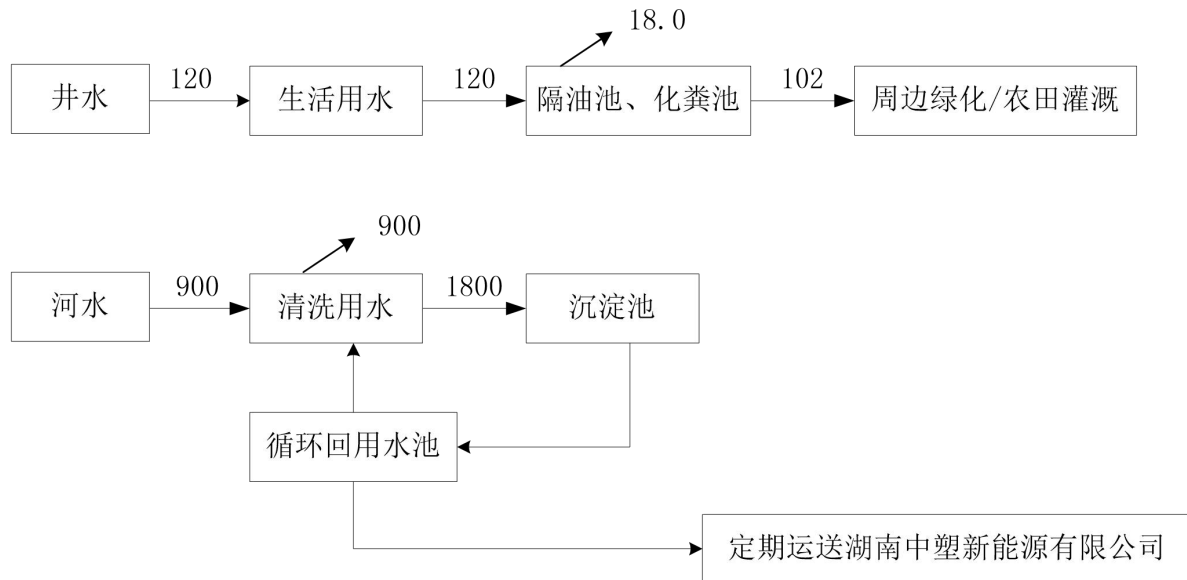 18.0
井水
120
生活用水
120
隔油池、化粪池
102
周边绿化/农田灌溉
900
河水
900
清洗用水
1800
沉淀池
循环回用水池
定期运送湖南中塑新能源有限公司